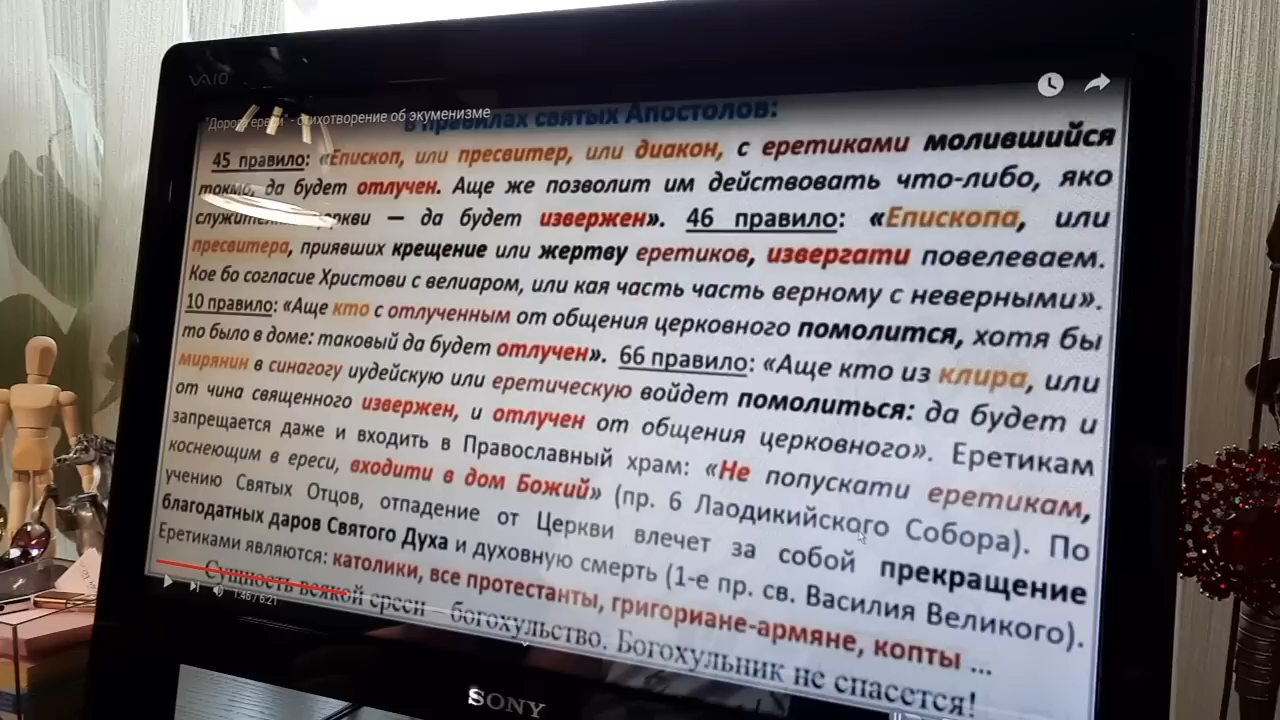 VAIO
"Дорога ереси" - стихотворение об экуменизме
в правилах святых Апостолов:
45 правило: «Епископ, или пресвитер, или диакон, с еретиками молившийся
токмо, да будет отлучен. Аще же позволит им действовать что-либо, яко
служители церкви — да будет извержен». 46 правило: «Епископа, или
пресвитера, приявших крещение или жертву еретиков, извергати повелеваем.
Кое бо согласие Христови с велиаром, или кая часть часть верному с неверными».
10 правило: «Аще кто с отлученным от общения церковного помолится, хотя бы
то было в доме: таковый да будет отлучен». 66 правило: «Аще кто из клира, или
мирянин в синагогу иудейскую или еретическую войдет помолиться: да будет и
от чина священного извержен, и отлучен от общения церковного». Еретикам
запрещается даже и входить в Православный храм: «Не попускати еретикам,
коснеющим в ереси, входити в дом Божий» (пр. 6 Лаодикийского Собора). По
учению Святых Отцов, отпадение от Церкви влечет за собой прекращение
благодатных даров Святого Духа и духовную смерть (1-е пр. св. Василия Великого).
Еретиками являются: католики, все протестанты, григориане-армяне, копты ...
Сущность всякой ереси – богохульство. Богохульник не спасется!
1:46 / 6:21
SONY